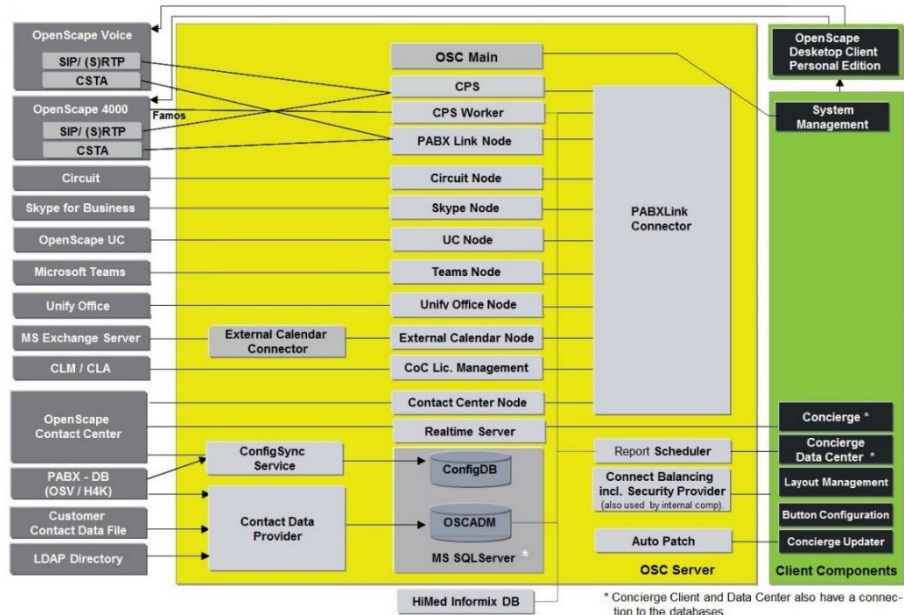 OpenScape Voice
SIP/ (S)RTP
CSTA
OpenScape 4000
Famos
SIP/ (S)RTP
CSTA
Circuit
Skype for Business
OpenScape UC
Microsoft Teams
Unify Office
MS Exchange Server
CLM / CLA
OpenScape
Contact Center
PABX - DB
(OSV / H4K)
Customer
Contact Data File
LDAP Directory
External Calendar
Connector
ConfigSync
Service
Contact Data
Provider
OSC Main
CPS
CPS Worker
PABX Link Node
Circuit Node
Skype Node
UC Node
Teams Node
Unify Office Node
External Calendar Node
CoC Lic. Management
Contact Center Node
Realtime Server
ConfigDB
OSCADM
MS SQLServer *
HiMed Informix DB
PABXLink
Connector
Report Scheduler
Connect Balancing
incl. Security Provider
(also used by internal comp).
Auto Patch
OSC Server
OpenScape
Desketop Client
Personal Edition
System
Management
Concierge *
Concierge
Data Center *
Layout Management
Button Configuration
Concierge Updater
Client Components
* Concierge Client and Data Center also have a connec-
tion to the databases